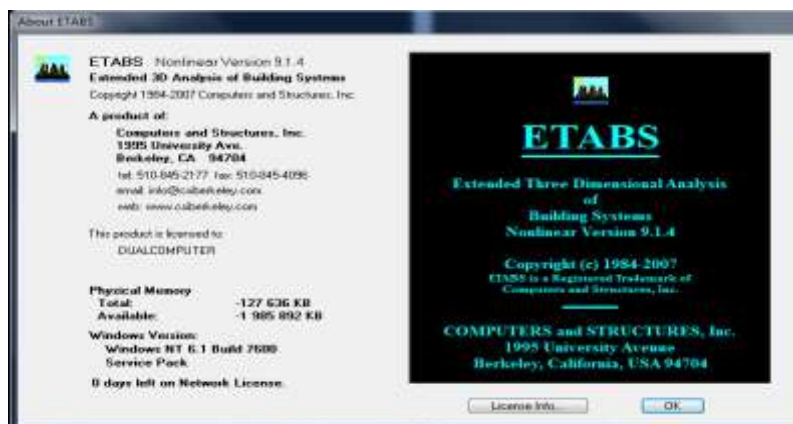 About ETABS
ETABS Nonlinear Version 9.1.4
Extended 3D Analysis of Building Systems
Copyright 1984-2007 Computers and Structures, Inc.
A product of:
Computers and Structures, Inc.
1995 University Ave.
Berkeley, CA 94704
tel: 510-845-2177 fax: 510-845-4096
email: info@csiberkeley.com
web: www.csiberkeley.com
This product is licensed to:
DUALCOMPUTER
Physical Memory
Total: -127 636 KB
Available: -1 985 892 KB
Windows Version:
Windows NT 6.1 Build 7600
Service Pack
0 days left on Network License.
ETABS
Extended Three Dimensional Analysis
of
Building Systems
Nonlinear Version 9.1.4
Copyright (c) 1984-2007
ETABS is a Registered Trademark of
Computers and Structures, Inc.
COMPUTERS and STRUCTURES, Inc.
1995 University Avenue
Berkeley, California, USA 94704
License Info...
OK